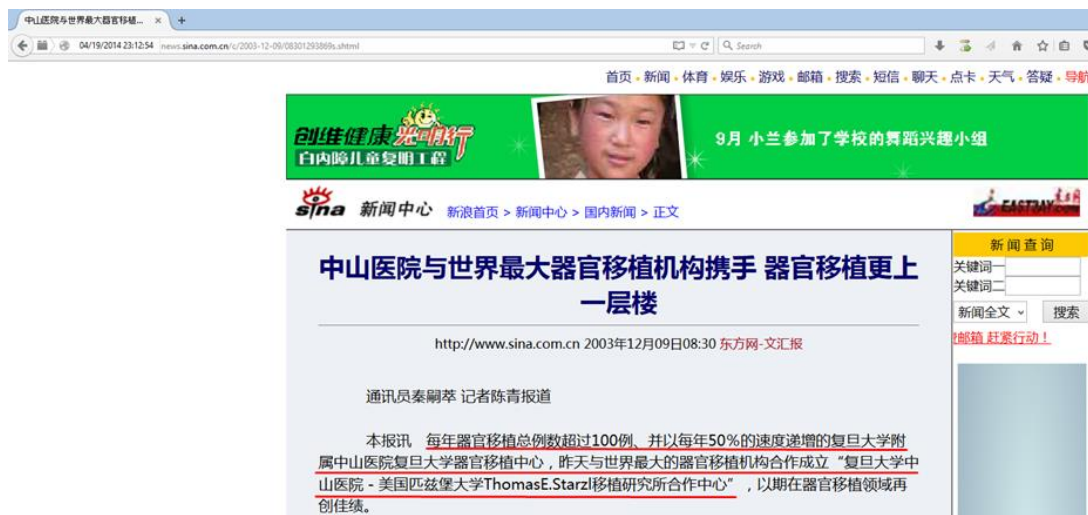 中山医院与世界最大器官移植...
04/19/2014 23:12:54 news.sina.com.cn/c/2003-12-09/08301293869s.shtml Search
首页 新闻 体育 娱乐 游戏 邮箱 搜索 短信 聊天 点卡 天气 答疑 导航
创维健康光明行
白内障儿童复明工程
9月 小兰参加了学校的舞蹈兴趣小组
sina 新闻中心 新浪首页 > 新闻中心 > 国内新闻 > 正文
EASTDAY.COM
新闻查询
关键词一
关键词二
新闻全文 搜索
邮箱 赶紧行动！
中山医院与世界最大器官移植机构携手 器官移植更上
一层楼
http://www.sina.com.cn 2003年12月09日08:30 东方网-文汇报
通讯员秦嗣萃 记者陈青报道
本报讯 每年器官移植总例数超过100例、并以每年50%的速度递增的复旦大学附
属中山医院复旦大学器官移植中心，昨天与世界最大的器官移植机构合作成立“复旦大学中
山医院－美国匹兹堡大学ThomasE.Starzl移植研究所合作中心”，以期在器官移植领域再
创佳绩。